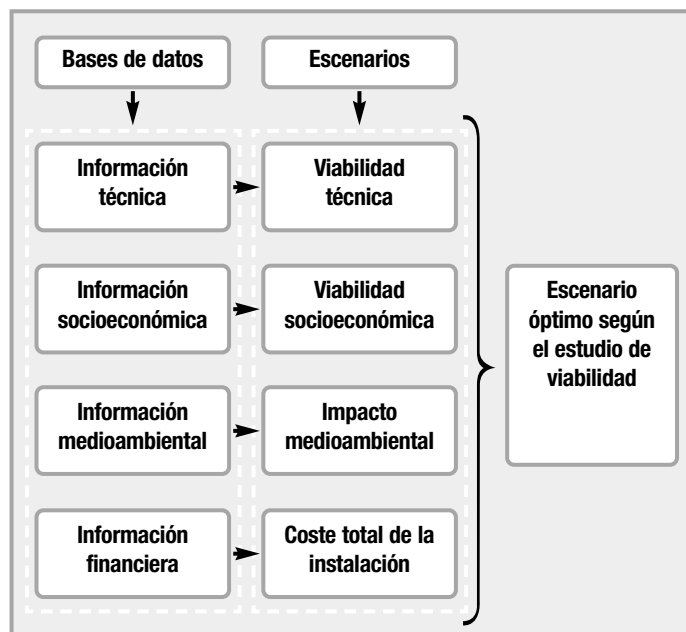 Bases de datos
Escenarios
Información
técnica
Viabilidad
técnica
Información
socioeconómica
Viabilidad
socioeconómica
Información
medioambiental
Impacto
medioambiental
Información
financiera
Coste total de la
instalación
Escenario
óptimo según
el estudio de
viabilidad